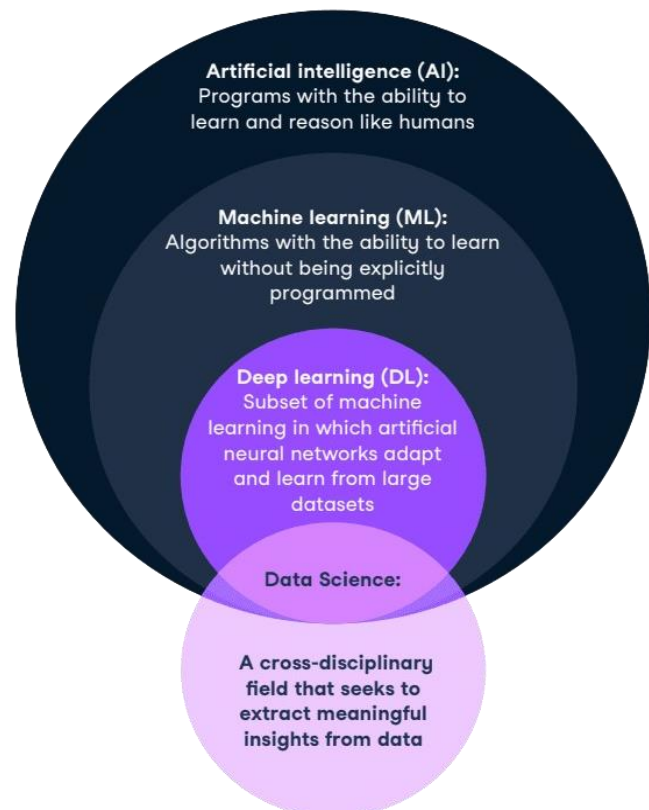 Artificial intelligence (AI):
Programs with the ability to
learn and reason like humans
Machine learning (ML):
Algorithms with the ability to learn
without being explicitly
programmed
Deep learning (DL):
Subset of machine
learning in which artificial
neural networks adapt
and learn from large
datasets
Data Science:
A cross-disciplinary
field that seeks to
extract meaningful
insights from data